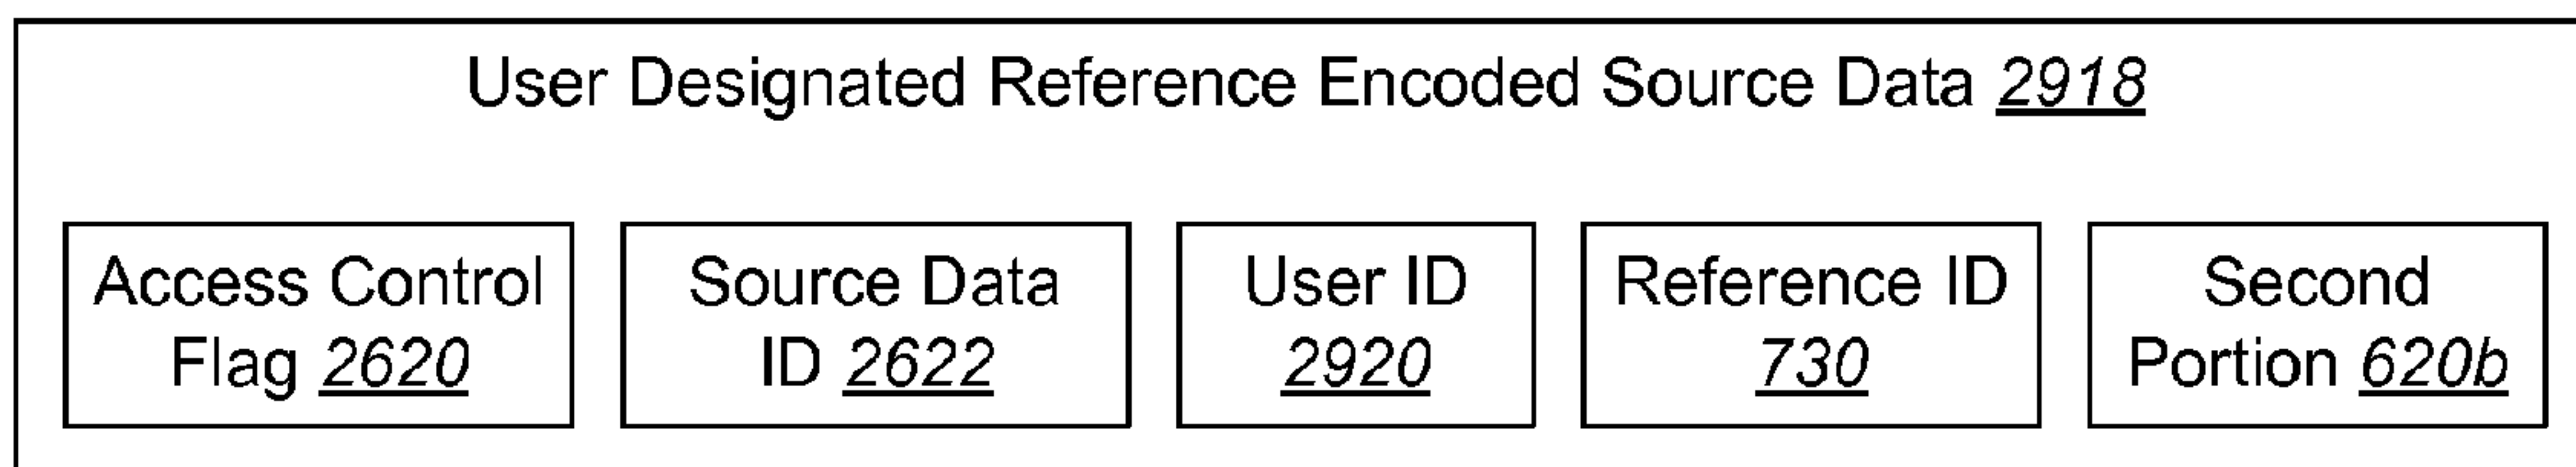 User Designated Reference Encoded Source Data 2918
Access Control
Flag 2620
Source Data
ID 2622
User ID
2920
Reference ID
730
Second
Portion 620b